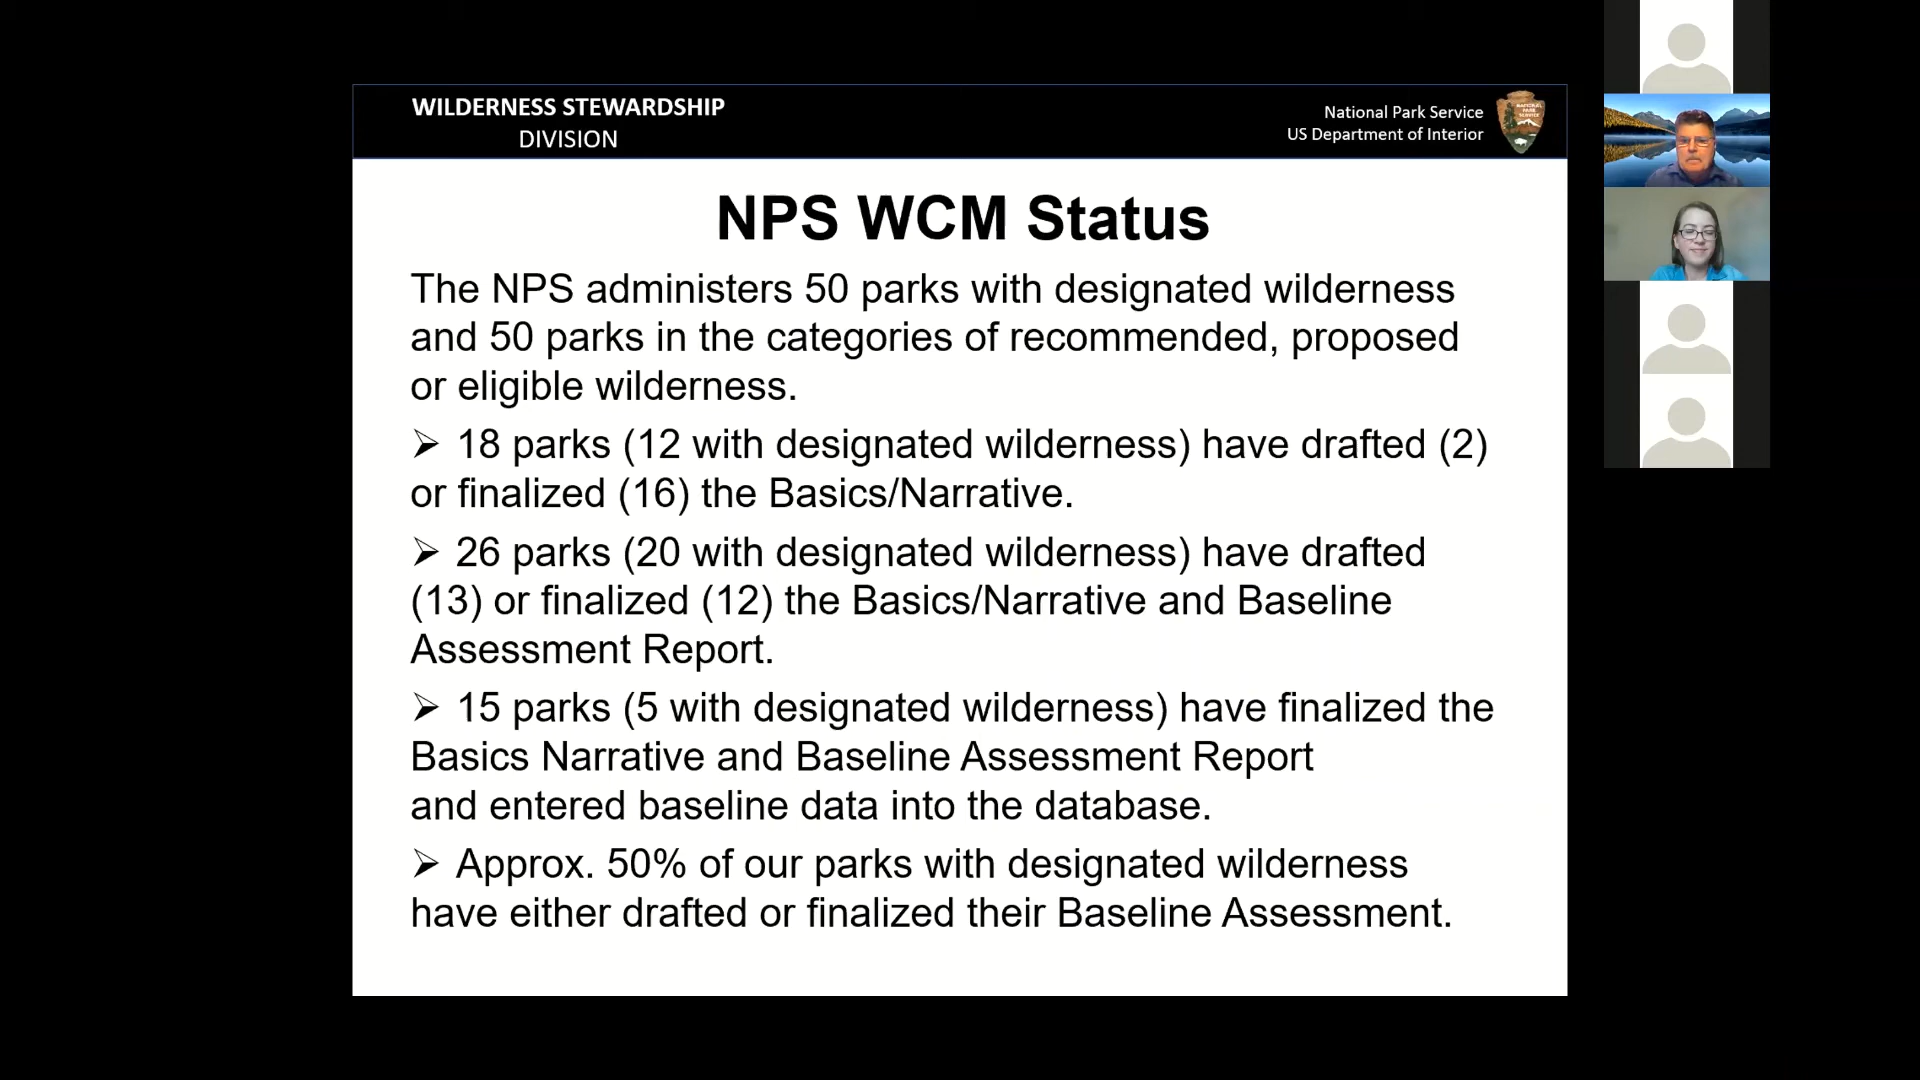 WILDERNESS STEWARDSHIP
DIVISION
National Park Service
US Department of Interior
NATIONAL
PARK
SERVICE
NPS WCM Status
The NPS administers 50 parks with designated wilderness
and 50 parks in the categories of recommended, proposed
or eligible wilderness.
➢ 18 parks (12 with designated wilderness) have drafted (2)
or finalized (16) the Basics/Narrative.
➢ 26 parks (20 with designated wilderness) have drafted
(13) or finalized (12) the Basics/Narrative and Baseline
Assessment Report.
➢ 15 parks (5 with designated wilderness) have finalized the
Basics Narrative and Baseline Assessment Report
and entered baseline data into the database.
➢ Approx. 50% of our parks with designated wilderness
have either drafted or finalized their Baseline Assessment.